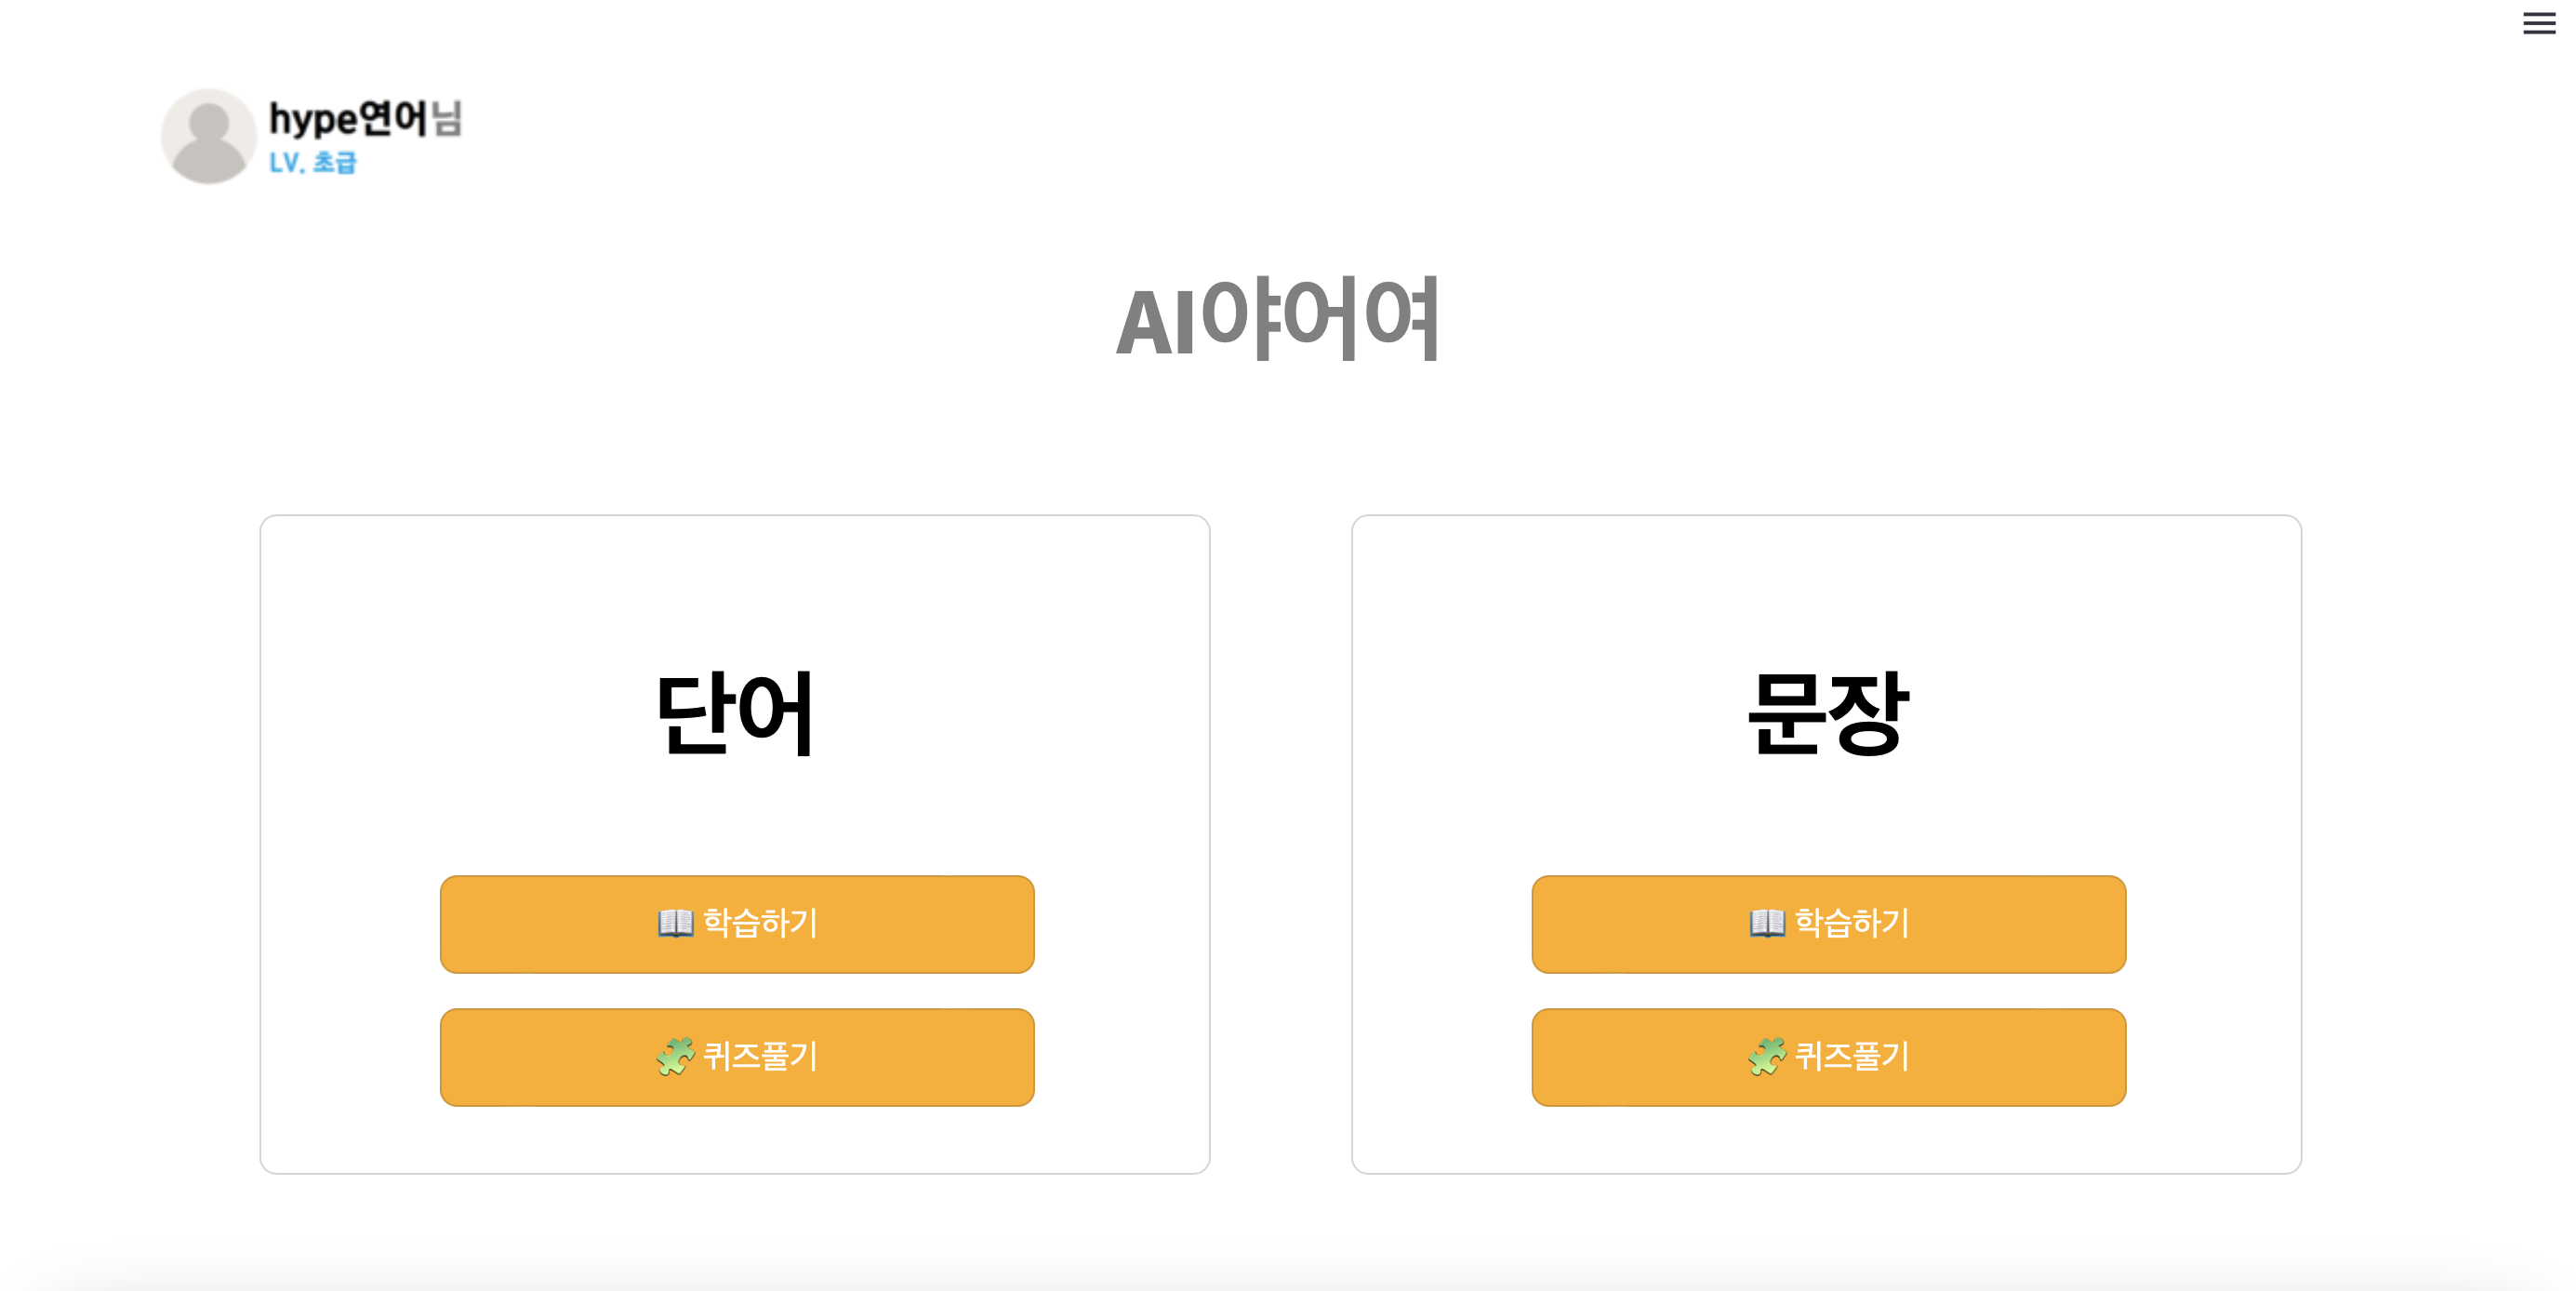 hype연어님
LV. 초급
AI야어여
단어
📖 학습하기
🧩 퀴즈풀기
문장
📖 학습하기
🧩 퀴즈풀기